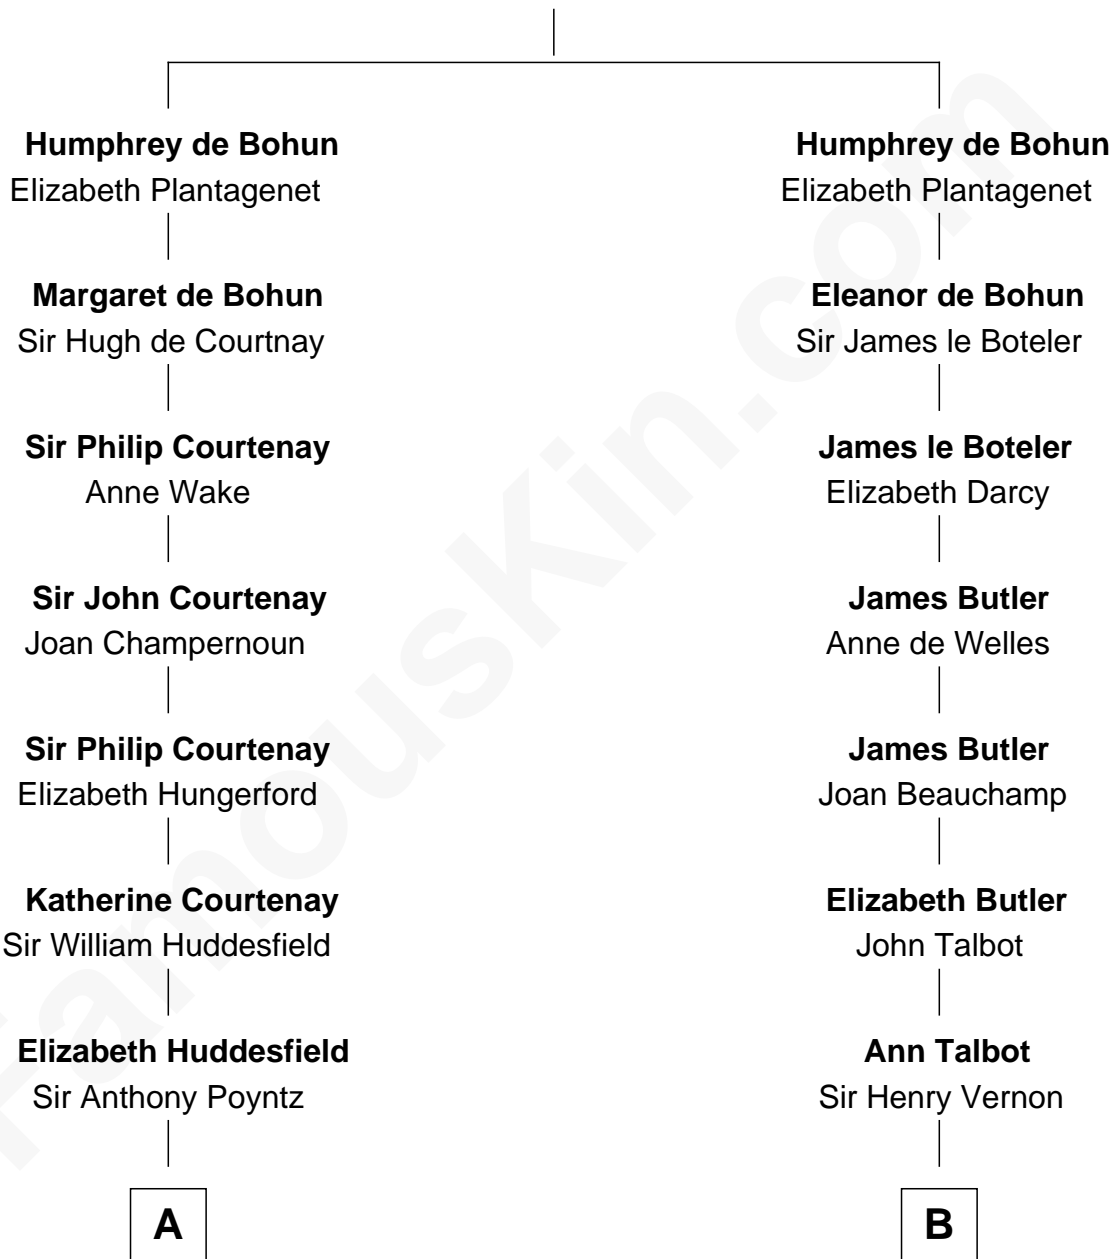 Humphrey de Bohun
Elizabeth Plantagenet
Margaret de Bohun
Sir Hugh de Courtnay
Sir Philip Courtenay
Anne Wake
Sir John Courtenay
Joan Champernoun
Sir Philip Courtenay
Elizabeth Hungerford
Katherine Courtenay
Sir William Huddesfield
Elizabeth Huddesfield
Sir Anthony Poyntz
A
Humphrey de Bohun
Elizabeth Plantagenet
Eleanor de Bohun
Sir James le Boteler
James le Boteler
Elizabeth Darcy
James Butler
Anne de Welles
James Butler
Joan Beauchamp
Elizabeth Butler
John Talbot
Ann Talbot
Sir Henry Vernon
B
FamousKin.com